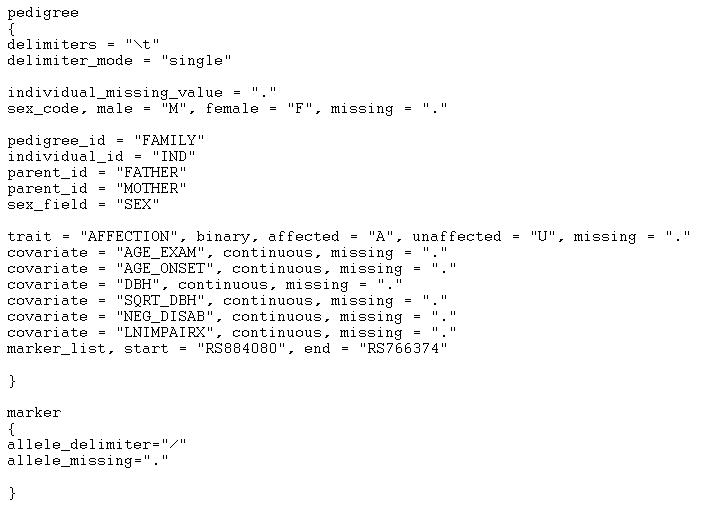 pedigree
{
delimiters = "\t"
delimiter_mode = "single"
individual_missing_value = "."
sex_code, male = "M", female = "F", missing = "."
pedigree_id = "FAMILY"
individual_id = "IND"
parent_id = "FATHER"
parent_id = "MOTHER"
sex_field = "SEX"
trait = "AFFECTION", binary, affected = "A", unaffected = "U", missing = "."
covariate = "AGE_EXAM", continuous, missing = "."
covariate = "AGE_ONSET", continuous, missing = "."
covariate = "DBH", continuous, missing = "."
covariate = "SQRT_DBH", continuous, missing = "."
covariate = "NEG_DISAB", continuous, missing = "."
covariate = "LNIMPAIRX", continuous, missing = "."
marker_list, start = "RS884080", end = "RS766374"
}
marker
{
allele_delimiter="/"
allele_missing="."
}